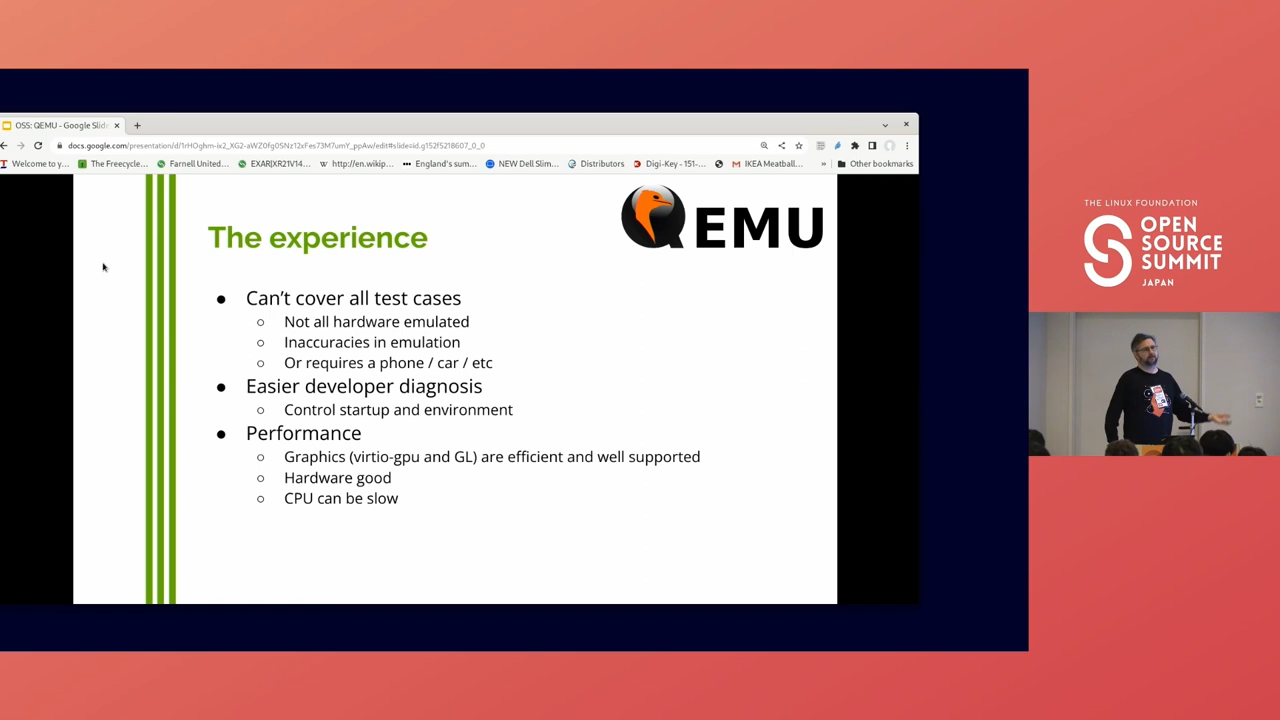 OSS: QEMU - Google Slide
docs.google.com/presentation/d/1rHOghm-ix2_XG2-aWZ0fg0SNz12xFes73M7umY_ppAw/edit#slide=id.g152f5218607_0_0
Welcome to y... The Freecycle... Farnell United... EXAR|XR21V14... http://en.wikip... England's sum... NEW Dell Slim... Distributors Digi-Key - 151-... IKEA Meatball... » Other bookmarks
QEMU
The experience
● Can't cover all test cases
○ Not all hardware emulated
○ Inaccuracies in emulation
○ Or requires a phone / car / etc
● Easier developer diagnosis
○ Control startup and environment
● Performance
○ Graphics (virtio-gpu and GL) are efficient and well supported
○ Hardware good
○ CPU can be slow
THE LINUX FOUNDATION
OPEN
SOURCE
SUMMIT
JAPAN